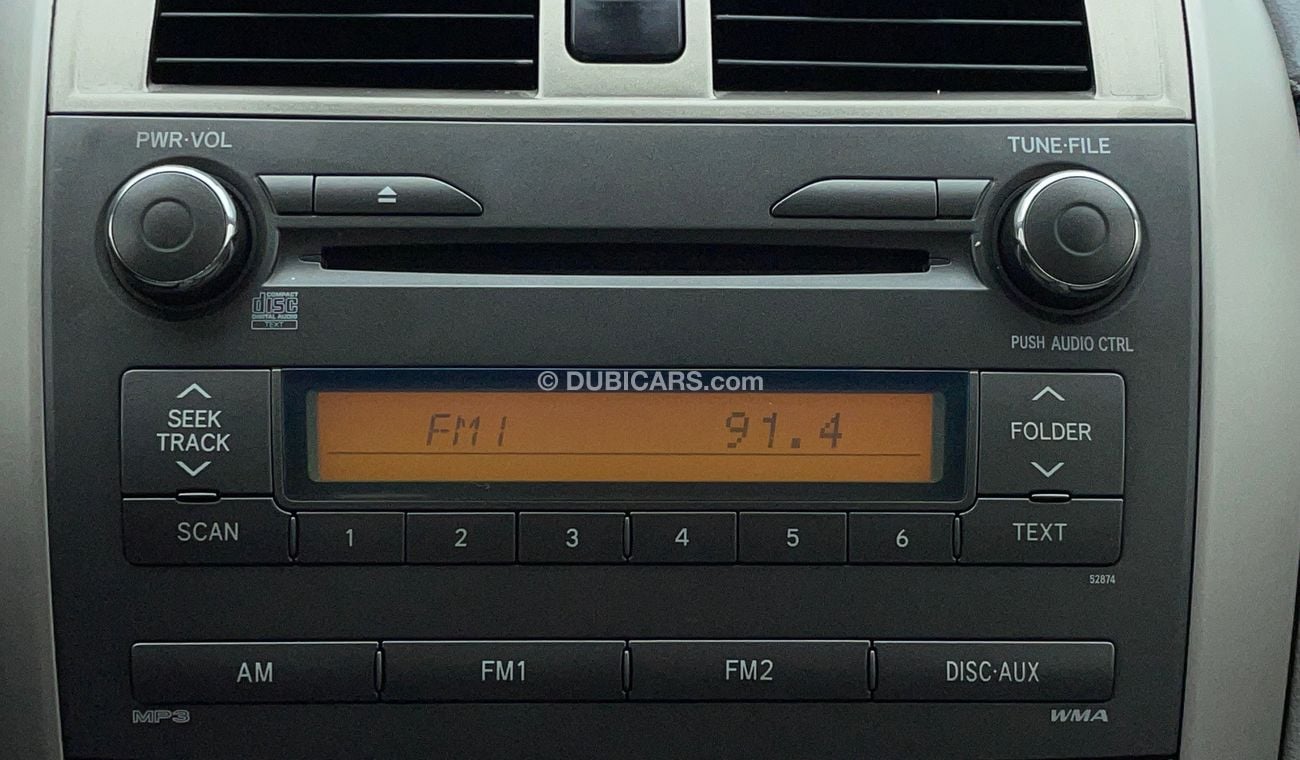 PWR·VOL
TUNE·FILE
COMPACT
disc
DIGITAL AUDIO
TEXT
PUSH AUDIO CTRL
© DUBICARS.com
SEEK
TRACK
FM1 91.4
FOLDER
SCAN
1 2 3 4 5 6
TEXT
52874
AM FM1 FM2 DISC·AUX
MP3 WMA